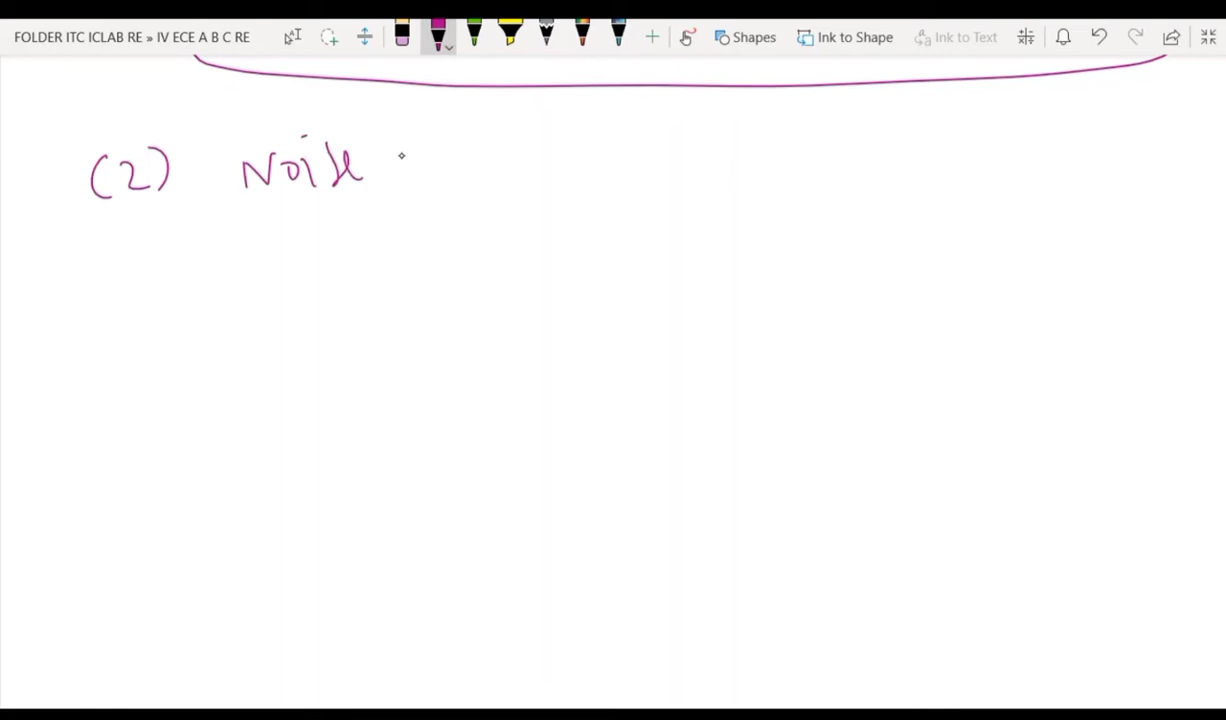 FOLDER ITC ICLAB RE » IV ECE A B C RE Shapes Ink to Shape Ink to Text
(2) Noise